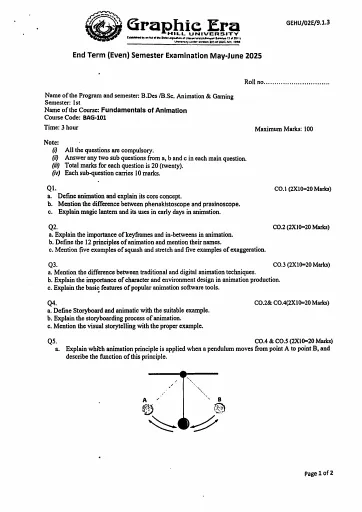 GEHU/02E/9.1.3
Graphic Era
HILL UNIVERSITY
End Term (Even) Semester Examination May-June 2025
Roll no..............................
Name of the Program and semester: B.Des /B.Sc. Animation & Gaming
Semester: 1st
Name of the Course: Fundamentals of Animation
Course Code: BAG-101
Time: 3 hour Maximum Marks: 100
Note:
(i) All the questions are compulsory.
(ii) Answer any two sub questions from a, b and c in each main question.
(iii) Total marks for each question is 20 (twenty).
(iv) Each sub-question carries 10 marks.
Q1. CO.1 (2X10=20 Marks)
a. Define animation and explain its core concept.
b. Mention the difference between phenakistoscope and praxinoscope.
c. Explain magic lantern and its uses in early days in animation.
Q2. CO.2 (2X10=20 Marks)
a. Explain the importance of keyframes and in-betweens in animation.
b. Define the 12 principles of animation and mention their names.
c. Mention five examples of squash and stretch and five examples of exaggeration.
Q3. CO.3 (2X10=20 Marks)
a. Mention the difference between traditional and digital animation techniques.
b. Explain the importance of character and environment design in animation production.
c. Explain the basic features of popular animation software tools.
Q4. CO.2& CO.4(2X10=20 Marks)
a. Define Storyboard and animatic with the suitable example.
b. Explain the storyboarding process of animation.
c. Mention the visual storytelling with the proper example.
Q5. CO.4 & CO.5 (2X10=20 Marks)
a. Explain which animation principle is applied when a pendulum moves from point A to point B, and
describe the function of this principle.
A B
Page 1 of 2